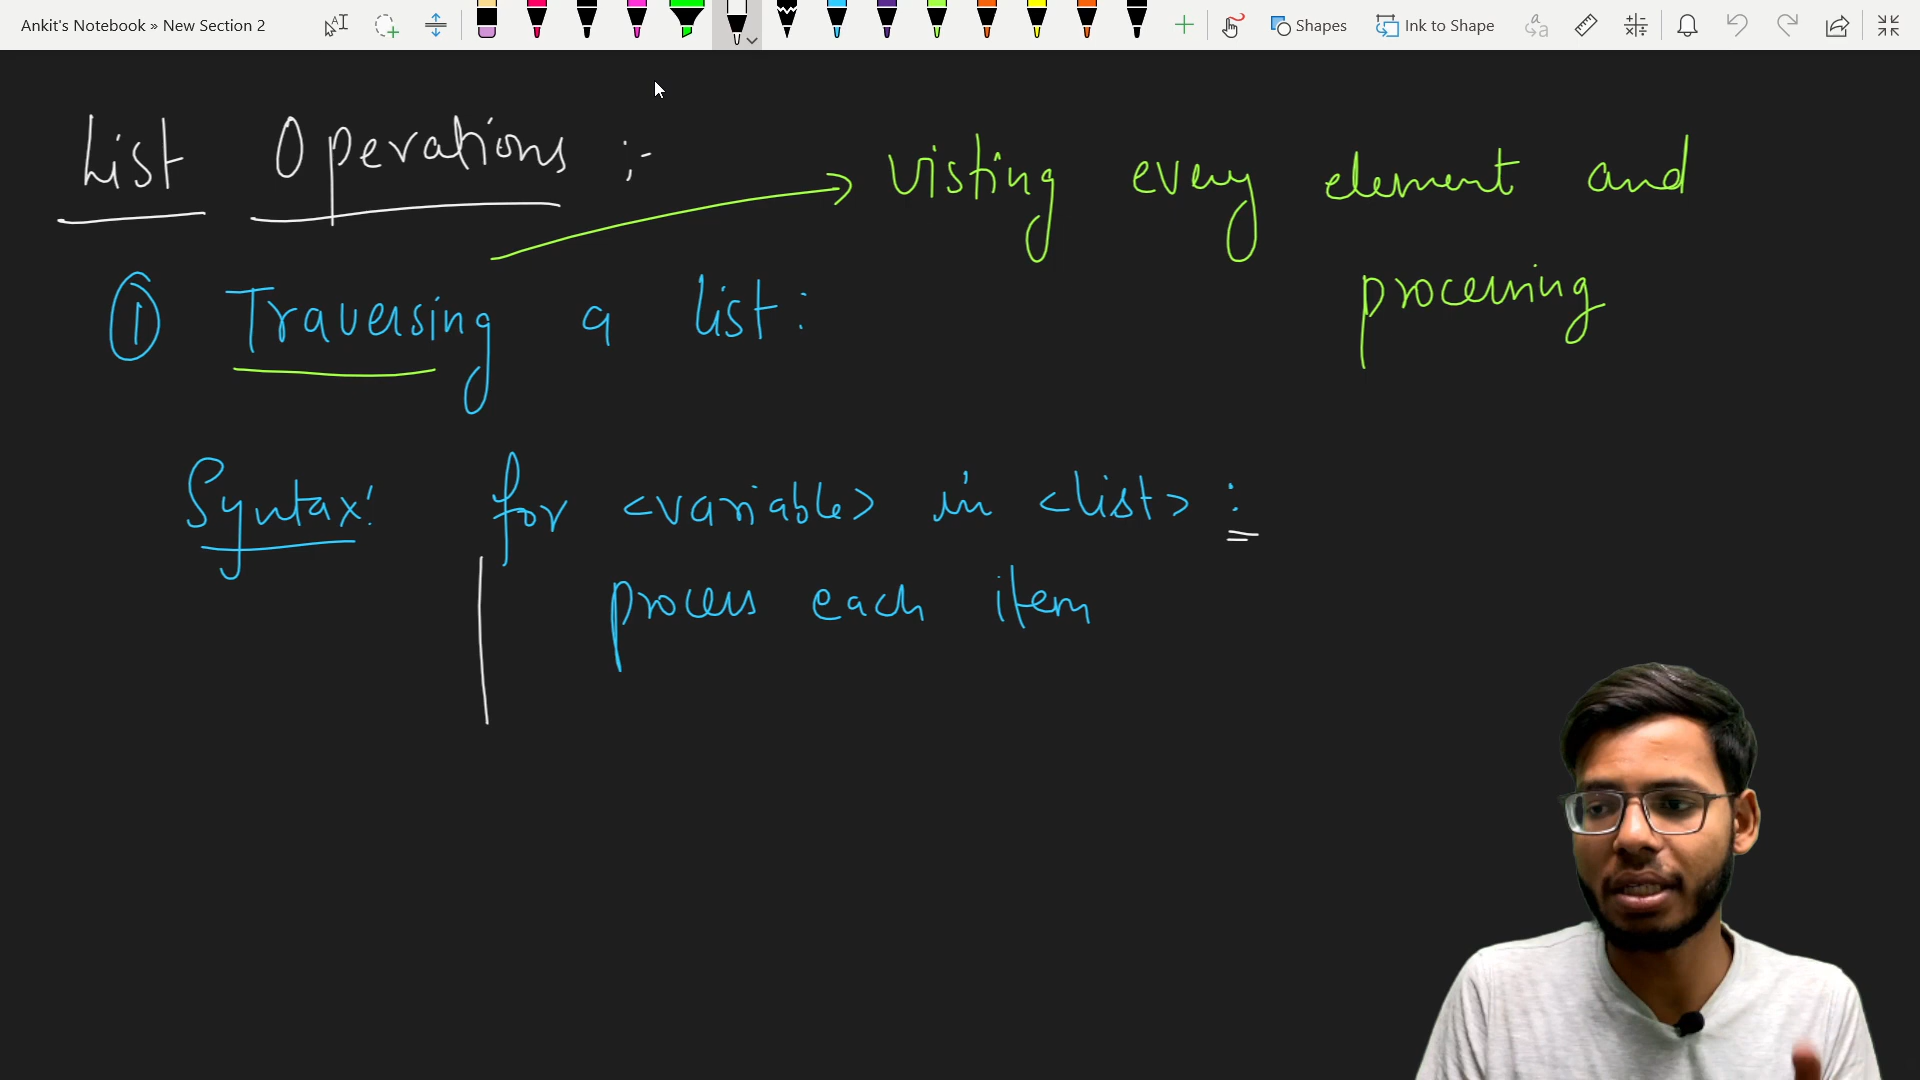 Ankit's Notebook » New Section 2
Shapes
Ink to Shape
List Operations :-
Visting every element and
processing
① Traversing a list:
Syntax: for <variable> in <list> :
process each item